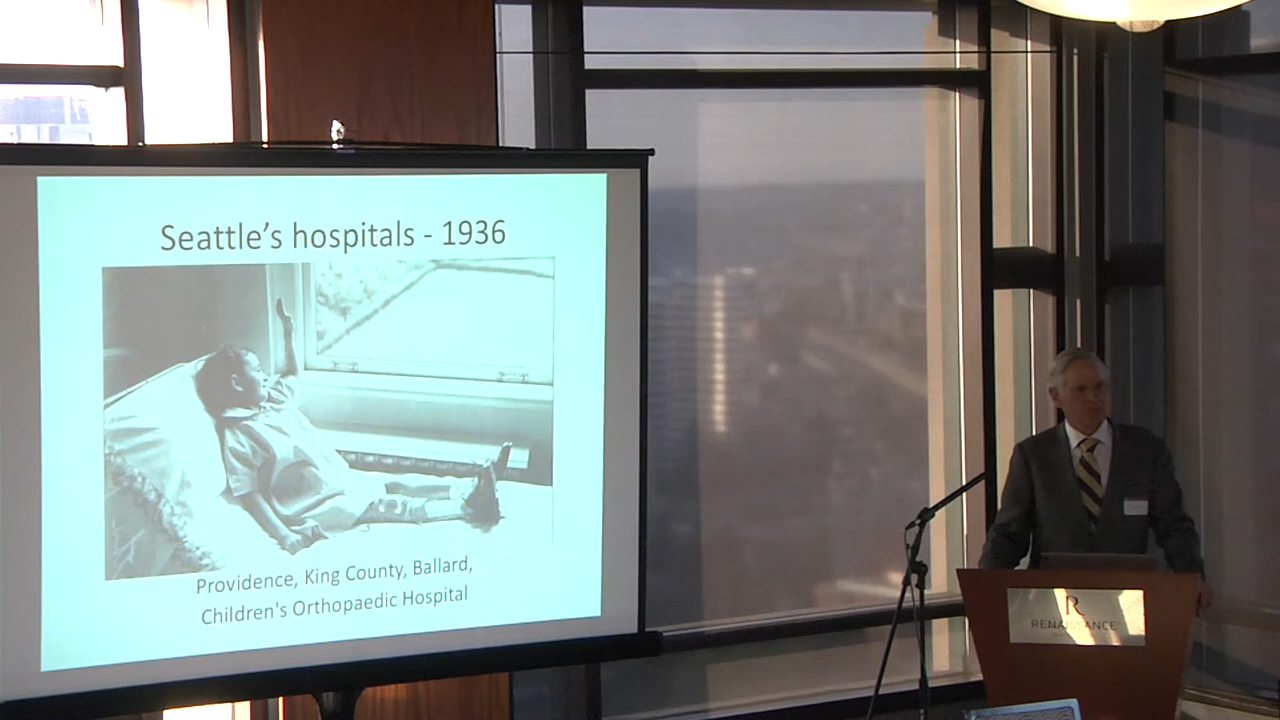 Seattle's hospitals - 1936
Providence, King County, Ballard,
Children's Orthopaedic Hospital
R
RENAISSANCE